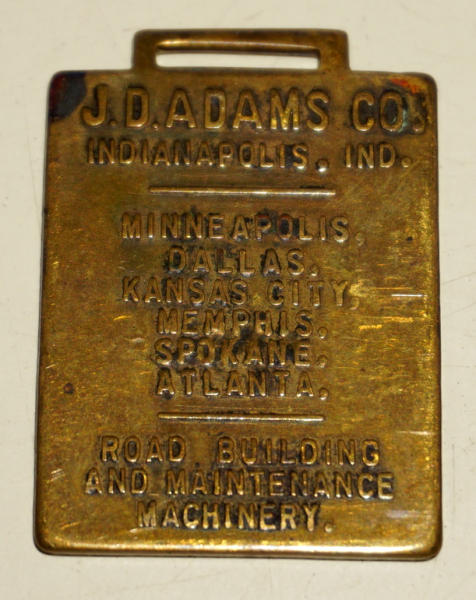 J.D. ADAMS CO.
INDIANAPOLIS, IND.
MINNEAPOLIS,
DALLAS,
KANSAS CITY,
MEMPHIS,
SPOKANE,
ATLANTA,
ROAD BUILDING
AND MAINTENANCE
MACHINERY.